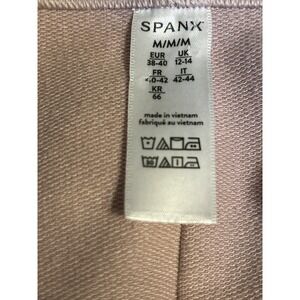 SPANX
M/M/M
EUR UK
38-40 12-14
FR IT
40-42 42-44
KR
66
made in vietnam
fabriqué au vietnam